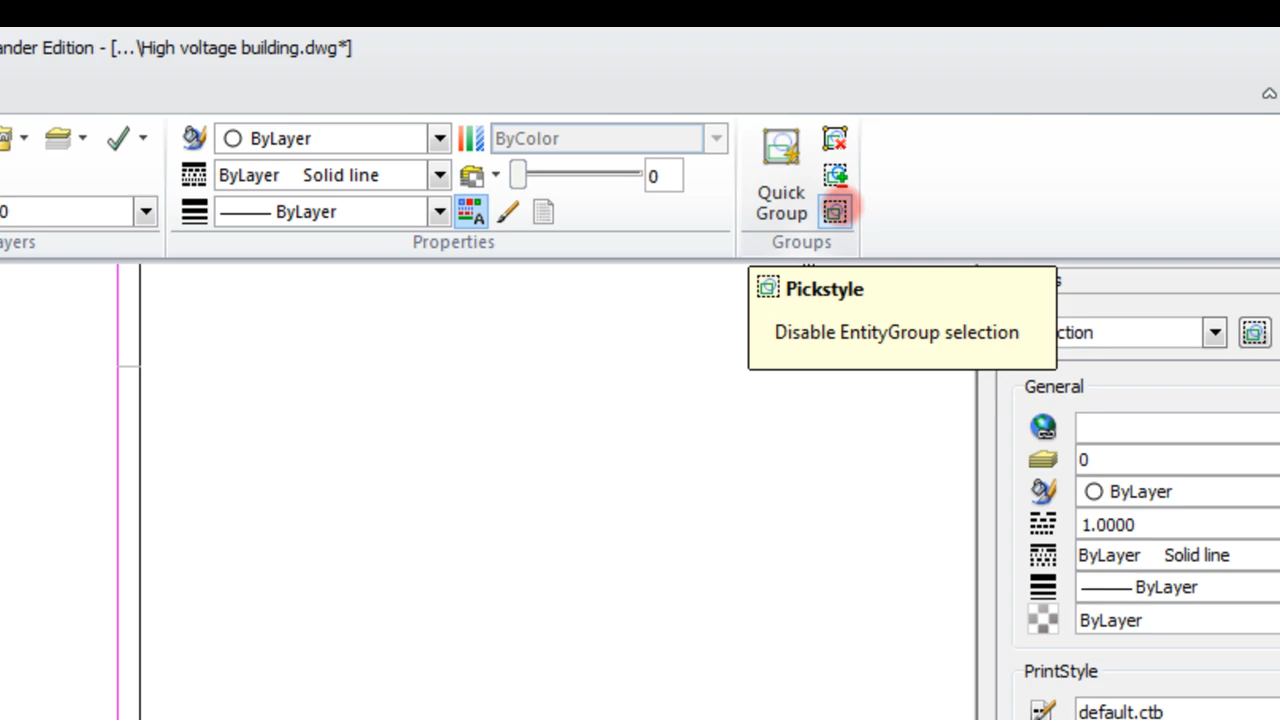 ander Edition - [...\High voltage building.dwg*]
ByLayer
ByColor
ByLayer Solid line
0
Quick
Group
0
ByLayer
ayers
Properties
Groups
Pickstyle
Disable EntityGroup selection
s
ction
General
0
ByLayer
1.0000
ByLayer Solid line
ByLayer
ByLayer
PrintStyle
default.ctb